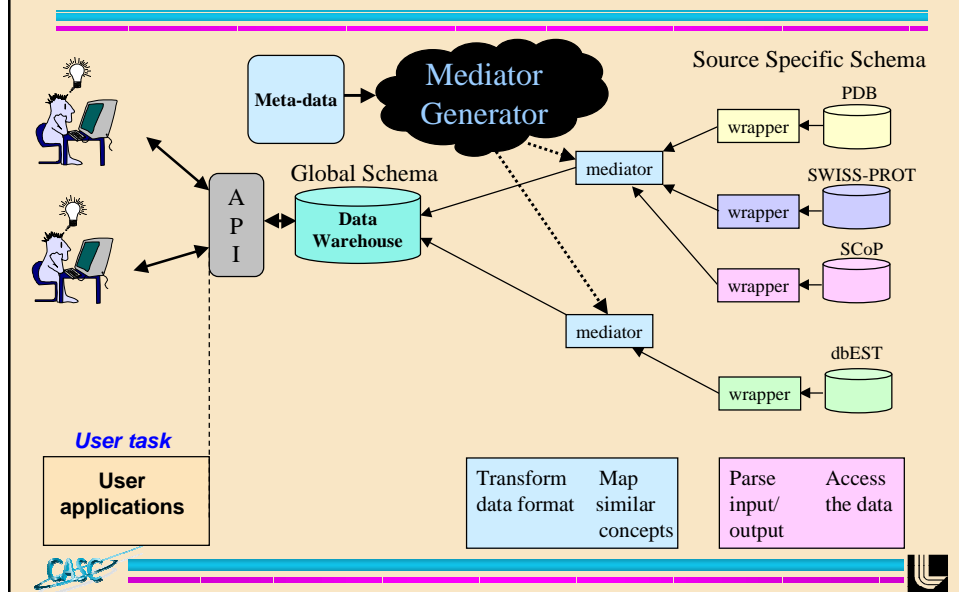 Mediator
Generator
Source Specific Schema
Meta-data
PDB
wrapper
mediator
SWISS-PROT
Global Schema
A
P
I
Data
Warehouse
wrapper
SCoP
wrapper
mediator
dbEST
wrapper
User task
User
applications
Transform Map
data format similar
concepts
Parse Access
input/ the data
output
CASC